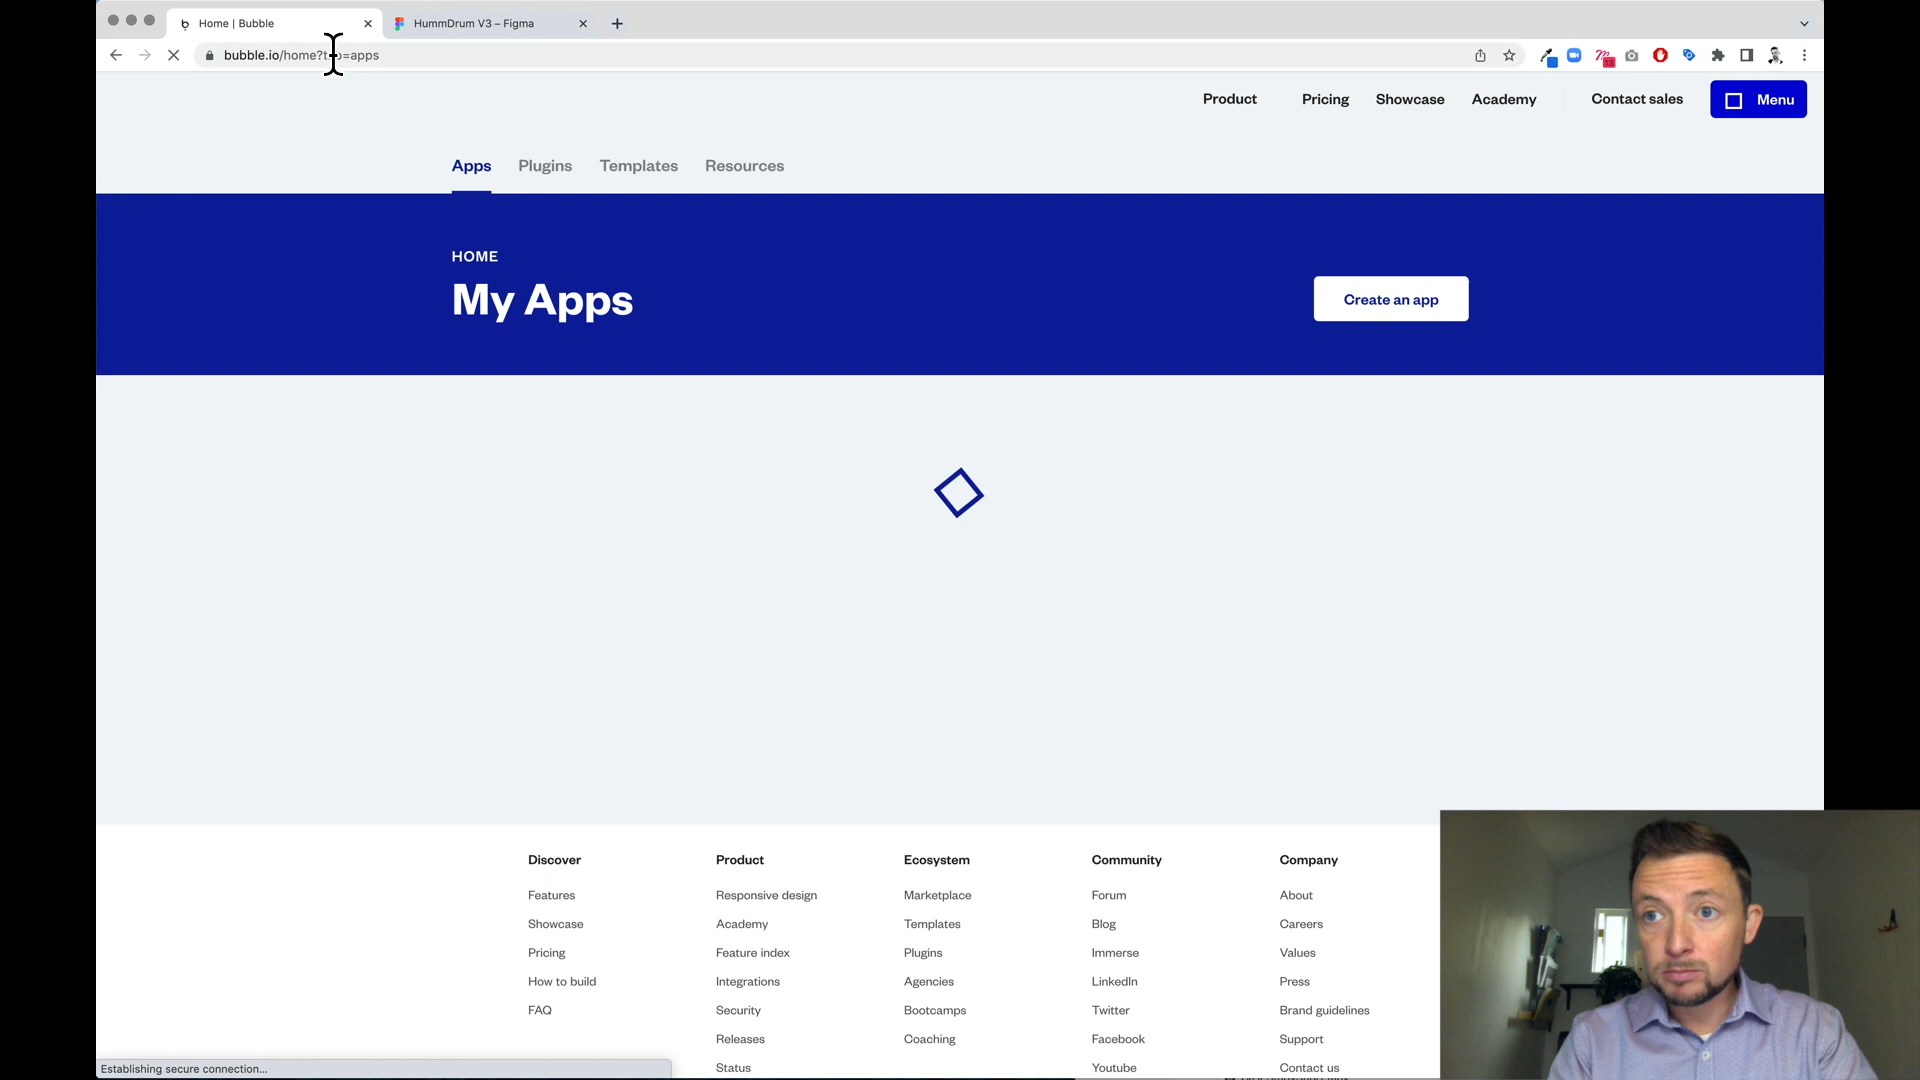 Home | Bubble
HummDrum V3 – Figma
bubble.io/home?t =apps
13
Product
Pricing
Showcase
Academy
Contact sales
Menu
Apps
Plugins
Templates
Resources
HOME
My Apps
Create an app
Discover
Product
Ecosystem
Community
Company
Features
Responsive design
Marketplace
Forum
About
Showcase
Academy
Templates
Blog
Careers
Pricing
Feature index
Plugins
Immerse
Values
How to build
Integrations
Agencies
LinkedIn
Press
FAQ
Security
Bootcamps
Twitter
Brand guidelines
Releases
Coaching
Facebook
Support
Status
Youtube
Contact us
Establishing secure connection...